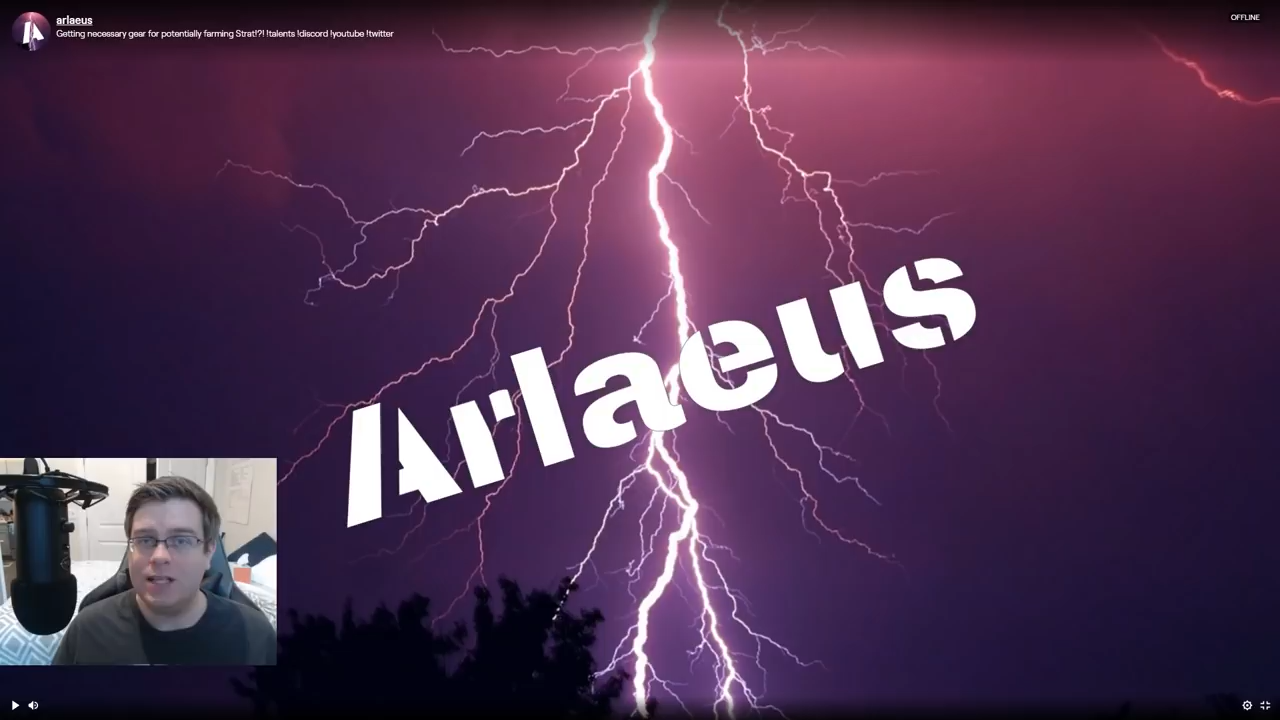 arlaeus
OFFLINE
Getting necessary gear for potentially farming Strat!?! !talents !discord !youtube !twitter
Arlaeus